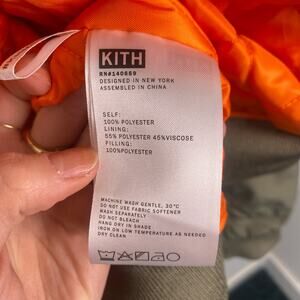 KITH
RN#140659
DESIGNED IN NEW YORK
ASSEMBLED IN CHINA
SELF:
100% POLYESTER
LINING:
55% POLYESTER 45%VISCOSE
FILLING:
100%POLYESTER
MACHINE WASH GENTLE, 30°C
DO NOT USE FABRIC SOFTENER
WASH SEPARATELY
DO NOT BLEACH
HANG DRY IN SHADE
IRON ON LOW TEMPERATURE AS NEEDED
DRY CLEAN